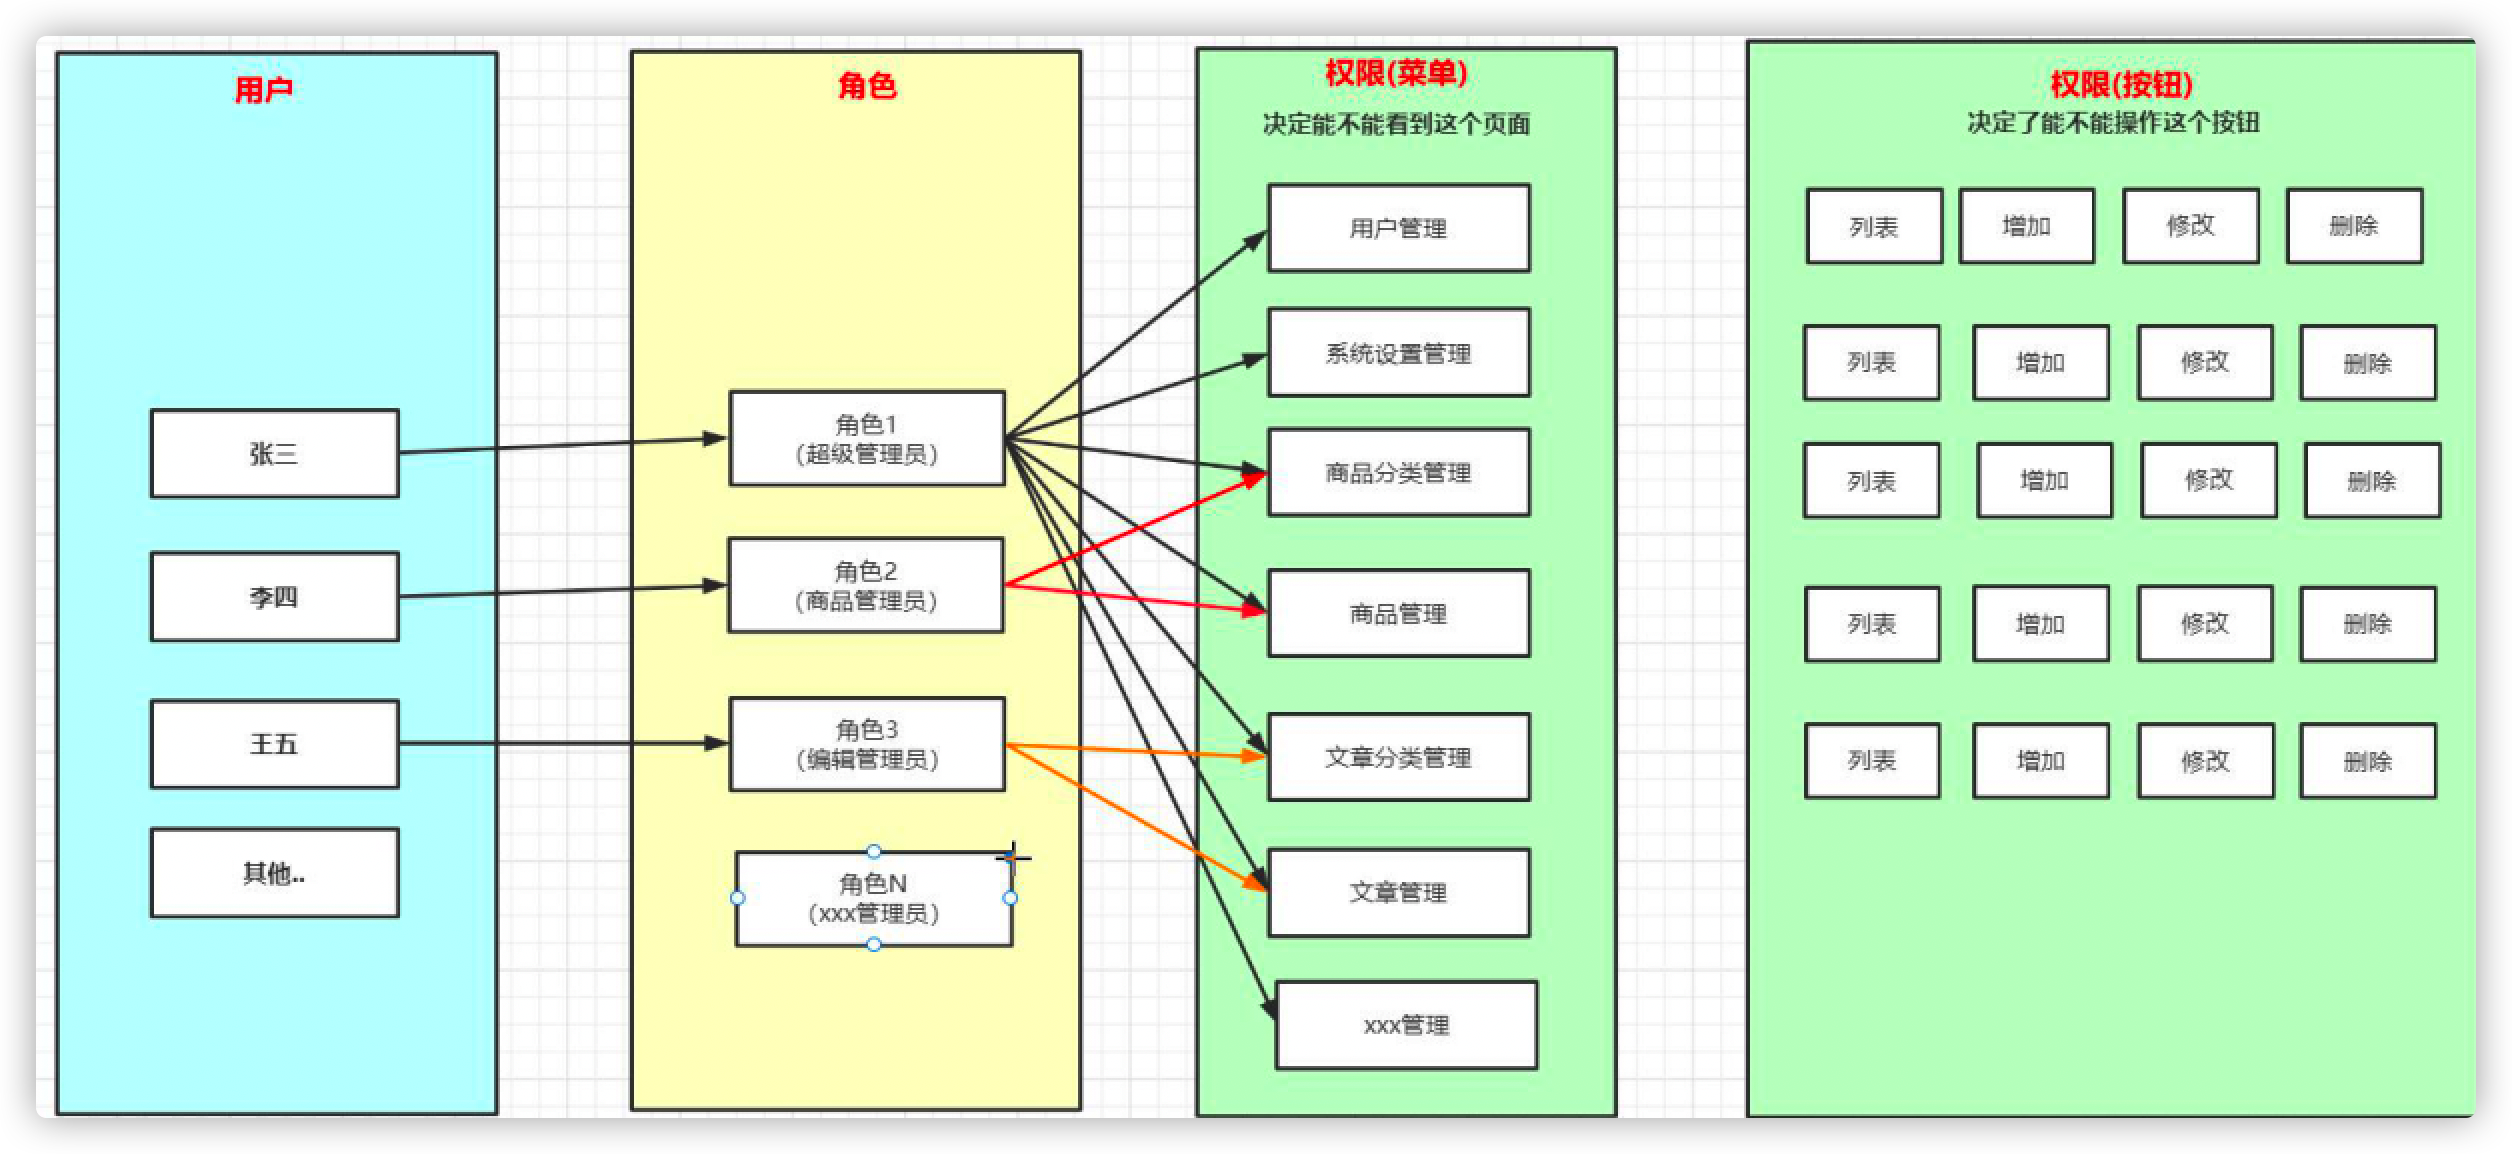 用户
张三
李四
王五
其他..
角色
角色1
(超级管理员)
角色2
(商品管理员)
角色3
(编辑管理员)
角色N
(xxx管理员)
权限(菜单)
决定能不能看到这个页面
用户管理
系统设置管理
商品分类管理
商品管理
文章分类管理
文章管理
xxx管理
权限(按钮)
决定了能不能操作这个按钮
列表 增加 修改 删除
列表 增加 修改 删除
列表 增加 修改 删除
列表 增加 修改 删除
列表 增加 修改 删除